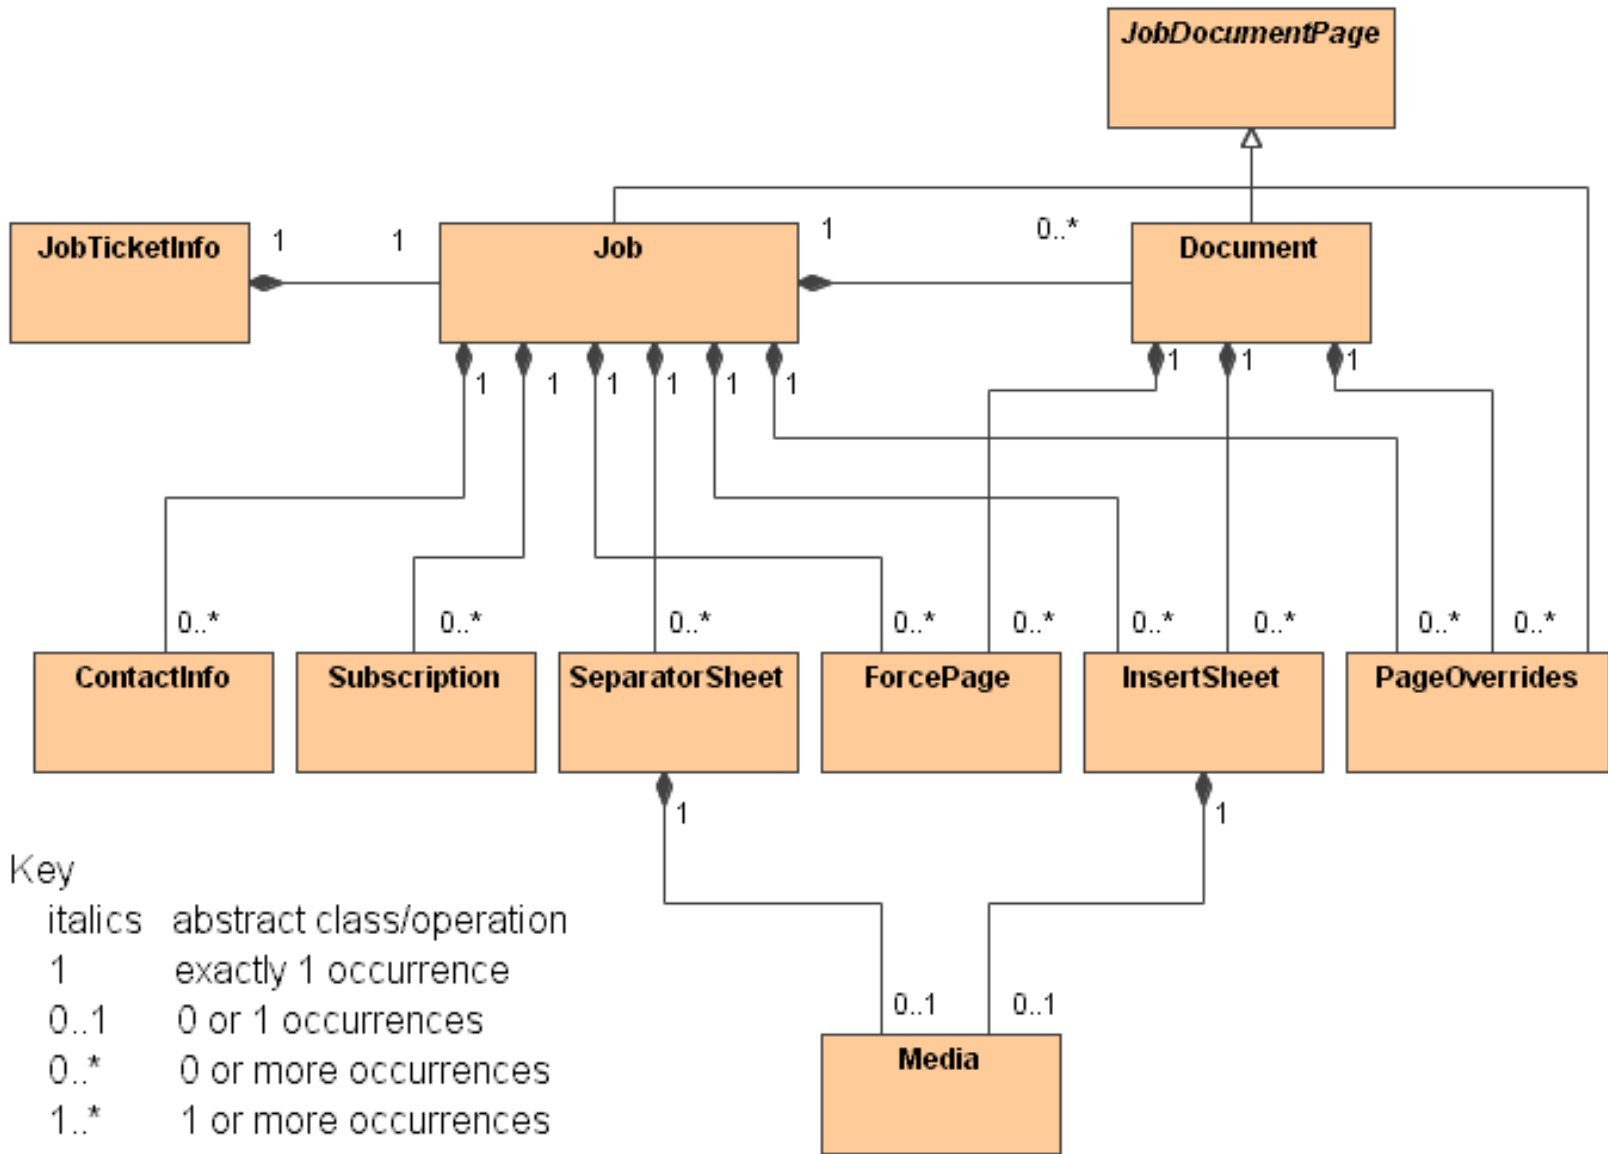 JobDocumentPage
JobTicketInfo
1
1
Job
1
0..*
Document
1
1
1
1
1
1
1
1
1
0..*
0..*
0..*
0..*
0..*
0..*
0..*
0..*
0..*
ContactInfo
Subscription
SeparatorSheet
ForcePage
InsertSheet
PageOverrides
1
1
Key
italics abstract class/operation
1 exactly 1 occurrence
0..1 0 or 1 occurrences
0..* 0 or more occurrences
1..* 1 or more occurrences
0..1
0..1
Media